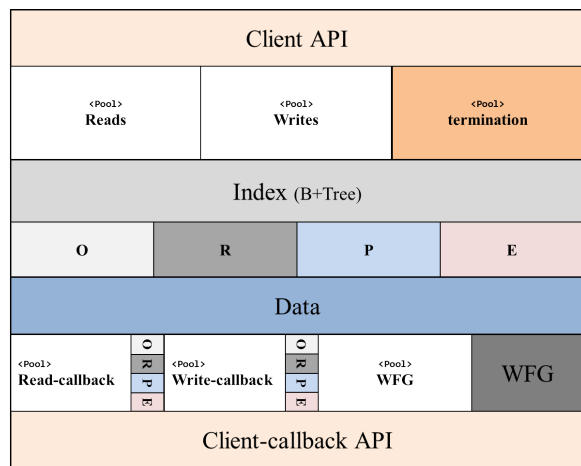 Client API
<Pool>
Reads
<Pool>
Writes
<Pool>
termination
Index (B+Tree)
O
R
P
E
Data
<Pool>
Read-callback
O
R
P
E
<Pool>
Write-callback
O
R
P
E
<Pool>
WFG
WFG
Client-callback API